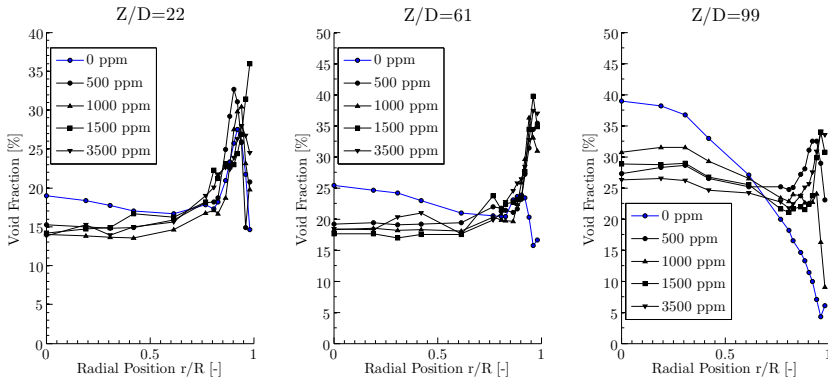 Z/D=22
Void Fraction [%]
40
35
30
25
20
15
10
5
0
0 ppm
500 ppm
1000 ppm
1500 ppm
3500 ppm
0
0.5
1
Radial Position r/R [-]
Z/D=61
Void Fraction [%]
50
45
40
35
30
25
20
15
10
5
0
0 ppm
500 ppm
1000 ppm
1500 ppm
3500 ppm
0
0.5
1
Radial Position r/R [-]
Z/D=99
Void Fraction [%]
50
45
40
35
30
25
20
15
10
5
0
0 ppm
500 ppm
1000 ppm
1500 ppm
3500 ppm
0
0.5
1
Radial Position r/R [-]